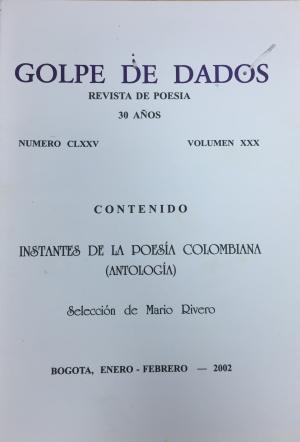 GOLPE DE DADOS
REVISTA DE POESIA
30 AÑOS
NUMERO CLXXV VOLUMEN XXX
CONTENIDO
INSTANTES DE LA POESÍA COLOMBIANA
(ANTOLOGÍA)
Selección de Mario Rivero
BOGOTA, ENERO - FEBRERO — 2002